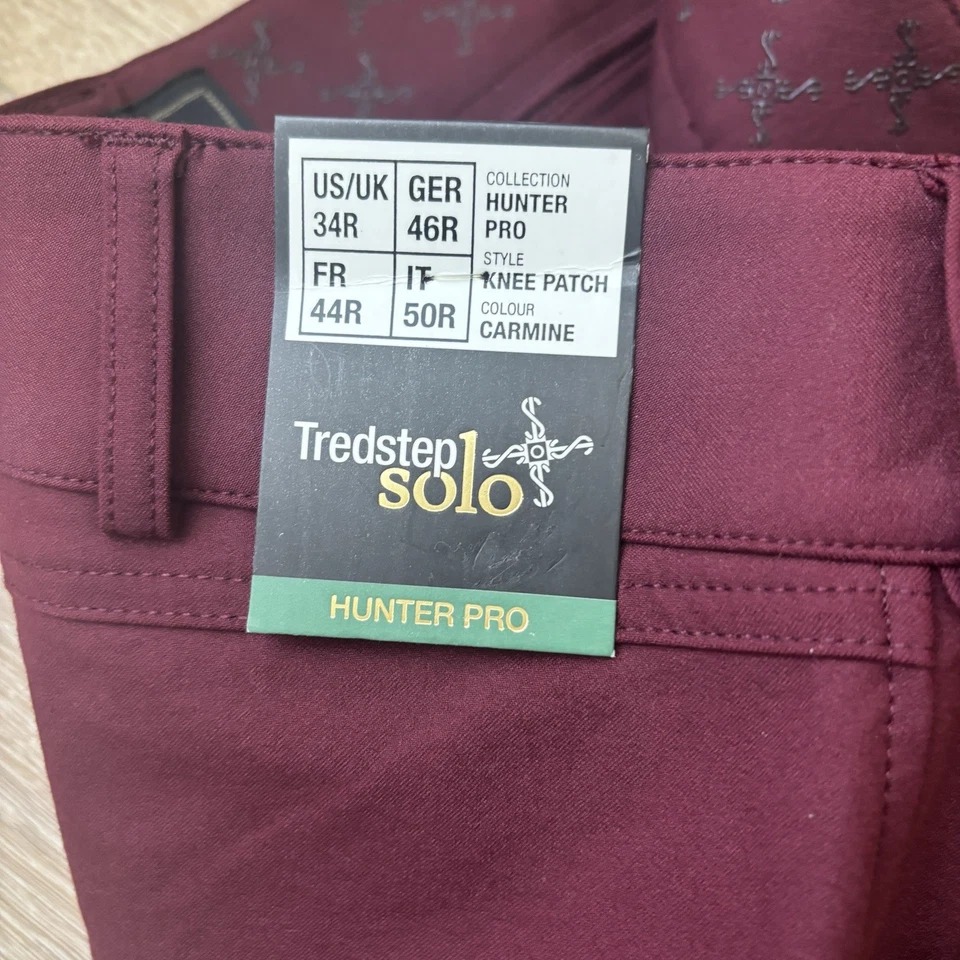 US/UK
34R
GER
46R
FR
44R
IT
50R
COLLECTION
HUNTER
PRO
STYLE
KNEE PATCH
COLOUR
CARMINE
Tredstep
solo
HUNTER PRO